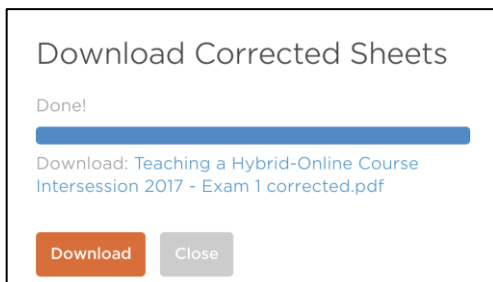 Download Corrected Sheets
Done!
Download: Teaching a Hybrid-Online Course
Intersession 2017 - Exam 1 corrected.pdf
Download Close